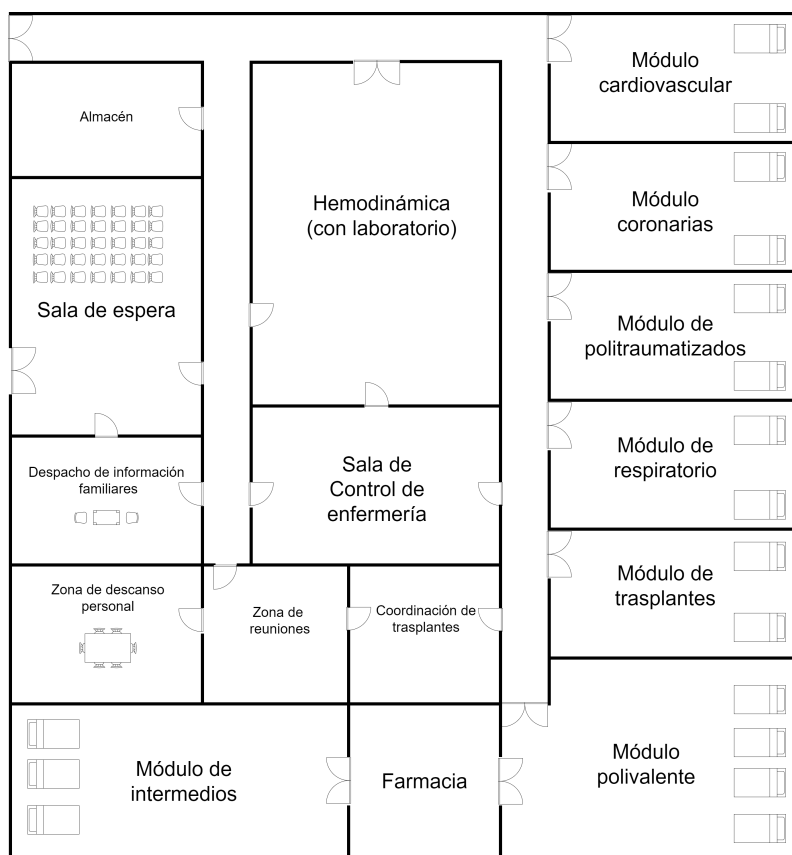 Almacén
Sala de espera
Despacho de información
familiares
Zona de descanso
personal
Hemodinámica
(con laboratorio)
Sala de
Control de
enfermería
Zona de
reuniones
Coordinación de
trasplantes
Módulo de
intermedios
Farmacia
Módulo
cardiovascular
Módulo
coronarias
Módulo de
politraumatizados
Módulo de
respiratorio
Módulo de
trasplantes
Módulo
polivalente